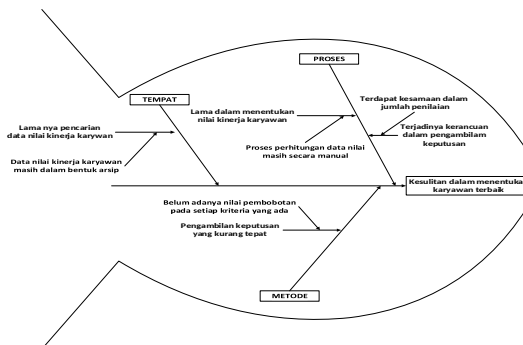 PROSES
TEMPAT
Terdapat kesamaan dalam
jumlah penilaian
Lama dalam menentukan
nilai kinerja karyawan
Lama nya pencarian
data nilai kinerja karywan
Terjadinya kerancuan
dalam pengambilam
keputusan
Proses perhitungan data nilai
masih secara manual
Data nilai kinerja karyawan
masih dalam bentuk arsip
Kesulitan dalam menentuka
karyawan terbaik
Belum adanya nilai pembobotan
pada setiap kriteria yang ada
Pengambilan keputusan
yang kurang tepat
METODE